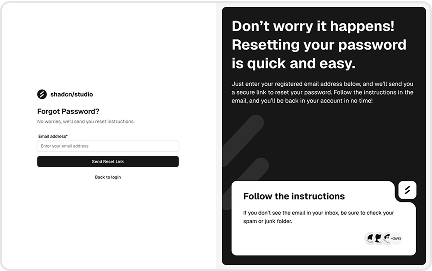 shadcn/studio
Forgot Password?
No worries, we'll send you reset instructions.
Email address*
Enter your email address
Send Reset Link
Back to login
Don't worry it happens!
Resetting your password
is quick and easy.
Just enter your registered email address below, and we'll send you
a secure link to reset your password. Follow the instructions in the
email, and you'll be back in your account in no time!
Follow the instructions
If you don't see the email in your inbox, be sure to check your
spam or junk folder.